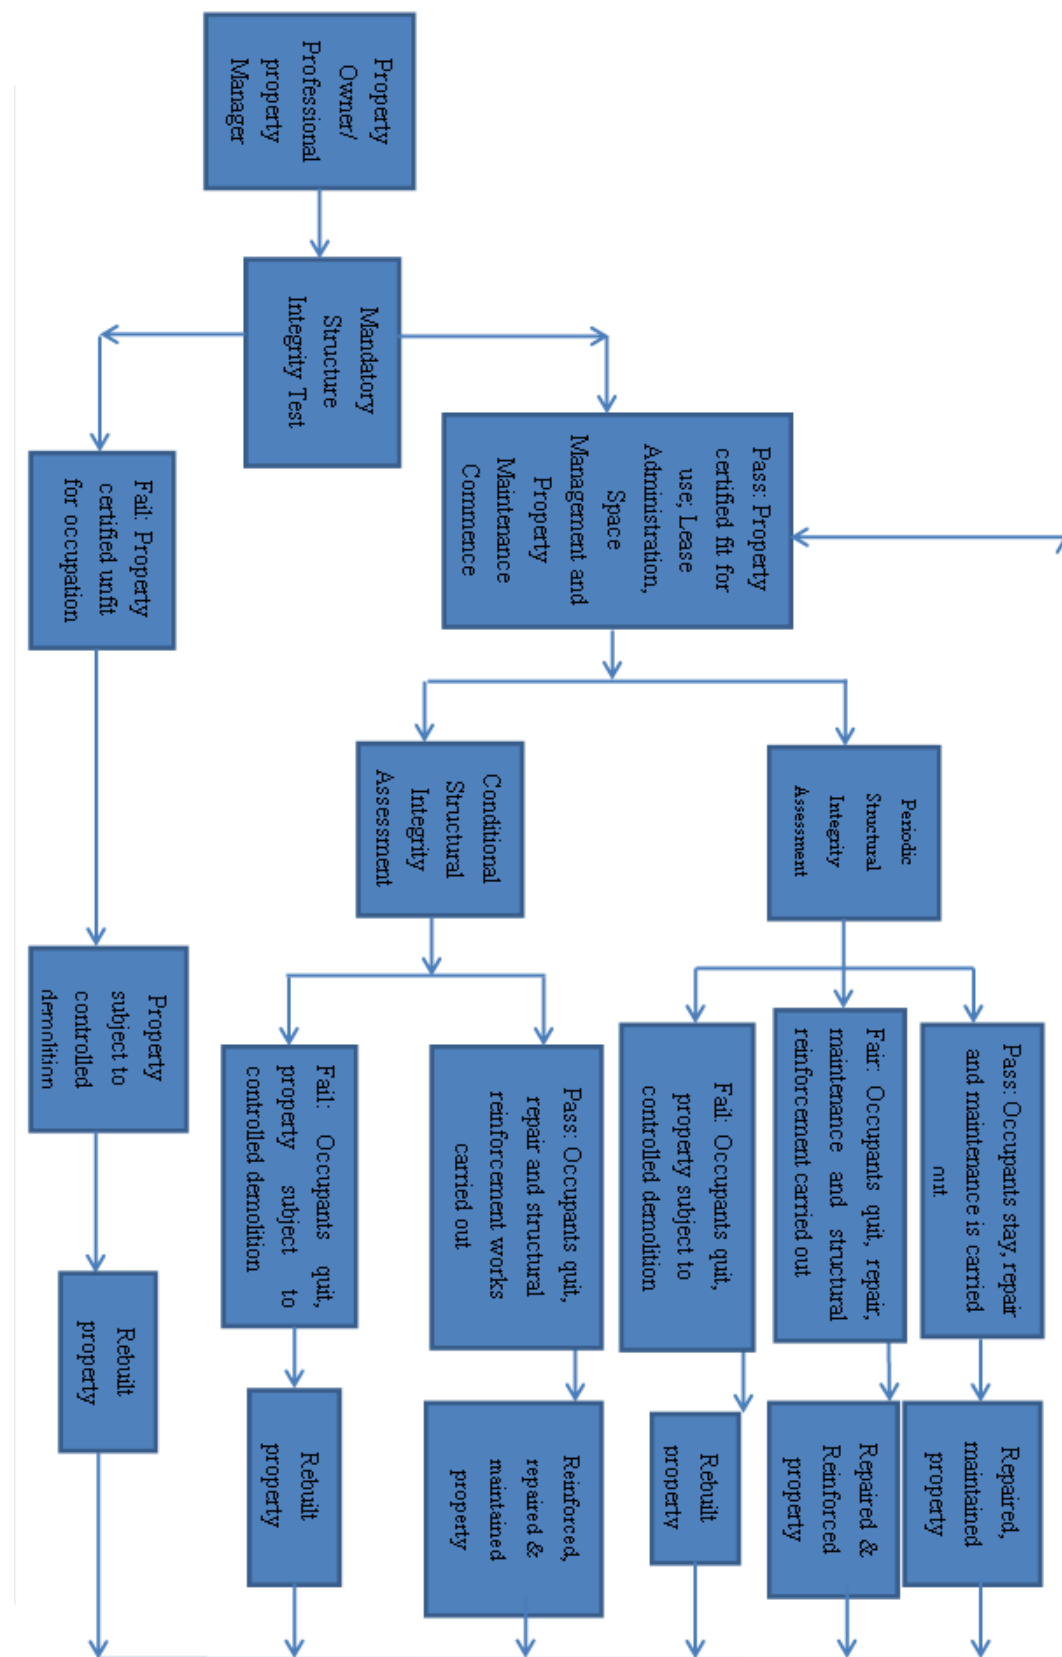 Property
Owner/
Professional
property
Manager
Mandatory
Structure
Integrity Test
Pass: Property
certified fit for
use; Lease
Administration,
Space
Management and
Property
Maintenance
Commence
Fail: Property
certified unfit
for occupation
Periodic
Structural
Integrity
Assessment
Conditional
Structural
Integrity
Assessment
Property
subject to
controlled
demolition
Pass: Occupants stay, repair
and maintenance is carried
out.
Fair: Occupants quit, repair,
maintenance and structural
reinforcement carried out
Fail: Occupants quit,
property subject to
controlled demolition
Pass: Occupants quit,
repair and structural
reinforcement works
carried out
Fail: Occupants quit,
property subject to
controlled demolition
Repaired,
maintained
property
Repaired &
Reinforced
property
Rebuilt
property
Reinforced,
repaired &
maintained
property
Rebuilt
property
Rebuilt
property